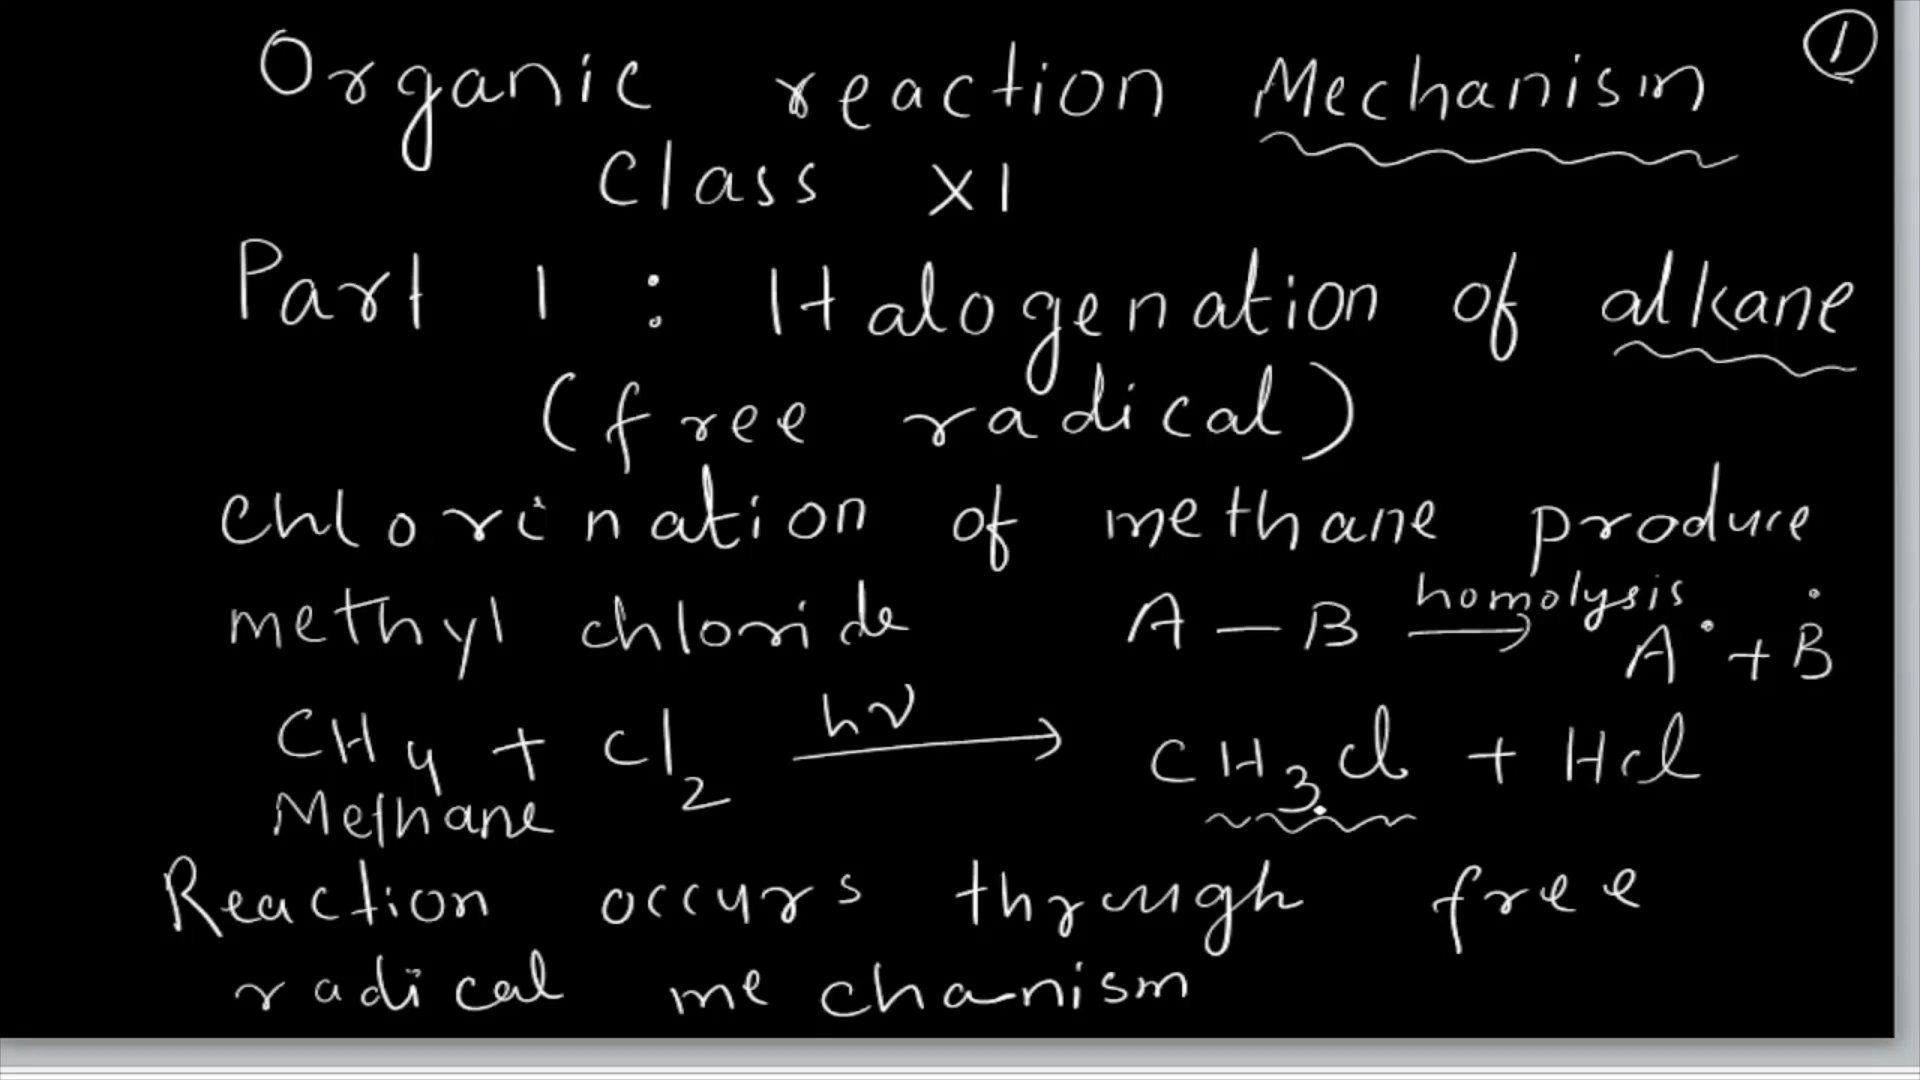 ①
Organic reaction Mechanism
Class XI
Part 1 : Halogenation of alkane
(free radical)
chlorination of methane produce
methyl chloride A — B homolysis → A• + B•
CH4 + Cl2 hν → CH3Cl + HCl
Methane
Reaction occurs through free
radical mechanism